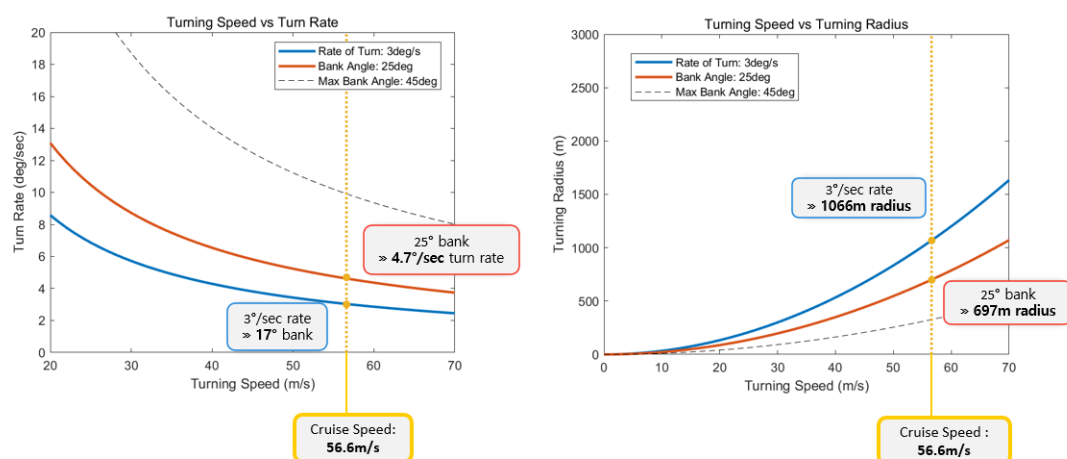 Turning Speed vs Turn Rate
20
18
16
14
12
10
8
6
4
2
0
Turn Rate (deg/sec)
Rate of Turn: 3deg/s
Bank Angle: 25deg
Max Bank Angle: 45deg
25° bank
» 4.7°/sec turn rate
3°/sec rate
» 17° bank
20 30 40 50 60 70
Turning Speed (m/s)
Cruise Speed:
56.6m/s
Turning Speed vs Turning Radius
3000
2500
2000
1500
1000
500
0
Turning Radius (m)
Rate of Turn: 3deg/s
Bank Angle: 25deg
Max Bank Angle: 45deg
3°/sec rate
» 1066m radius
25° bank
» 697m radius
0 10 20 30 40 50 60 70
Turning Speed (m/s)
Cruise Speed :
56.6m/s